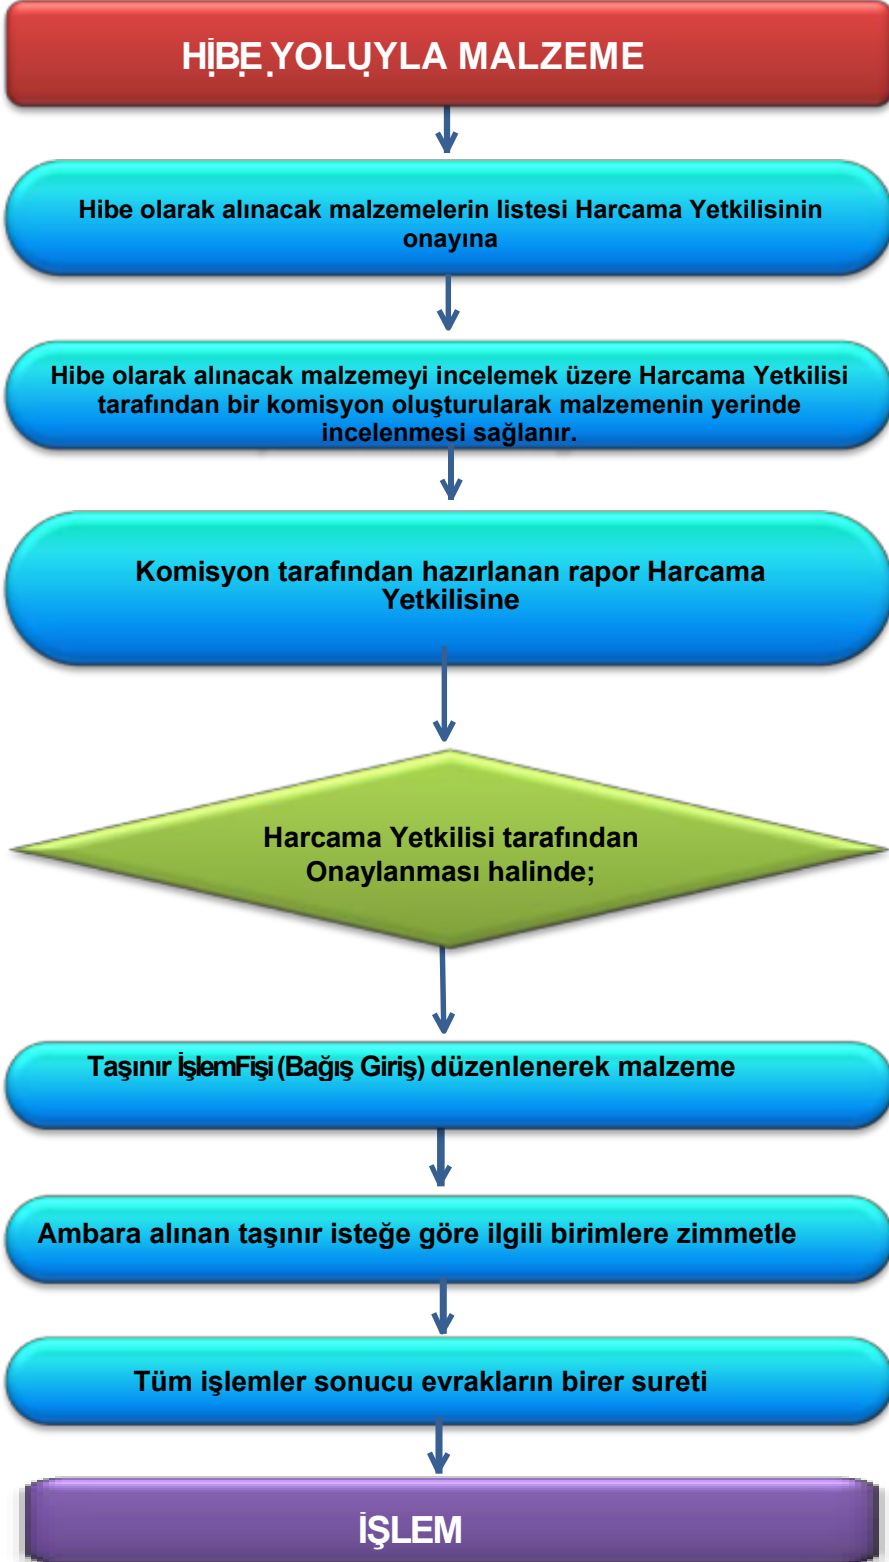 HİBE YOLUYLA MALZEME
Hibe olarak alınacak malzemelerin listesi Harcama Yetkilisinin
onayına
Hibe olarak alınacak malzemeyi incelemek üzere Harcama Yetkilisi
tarafından bir komisyon oluşturularak malzemenin yerinde
incelenmesi sağlanır.
Komisyon tarafından hazırlanan rapor Harcama
Yetkilisine
Harcama Yetkilisi tarafından
Onaylanması halinde;
Taşınır İşlemFişi (Bağış Giriş) düzenlenerek malzeme
Ambara alınan taşınır isteğe göre ilgili birimlere zimmetle
Tüm işlemler sonucu evrakların birer sureti
İŞLEM